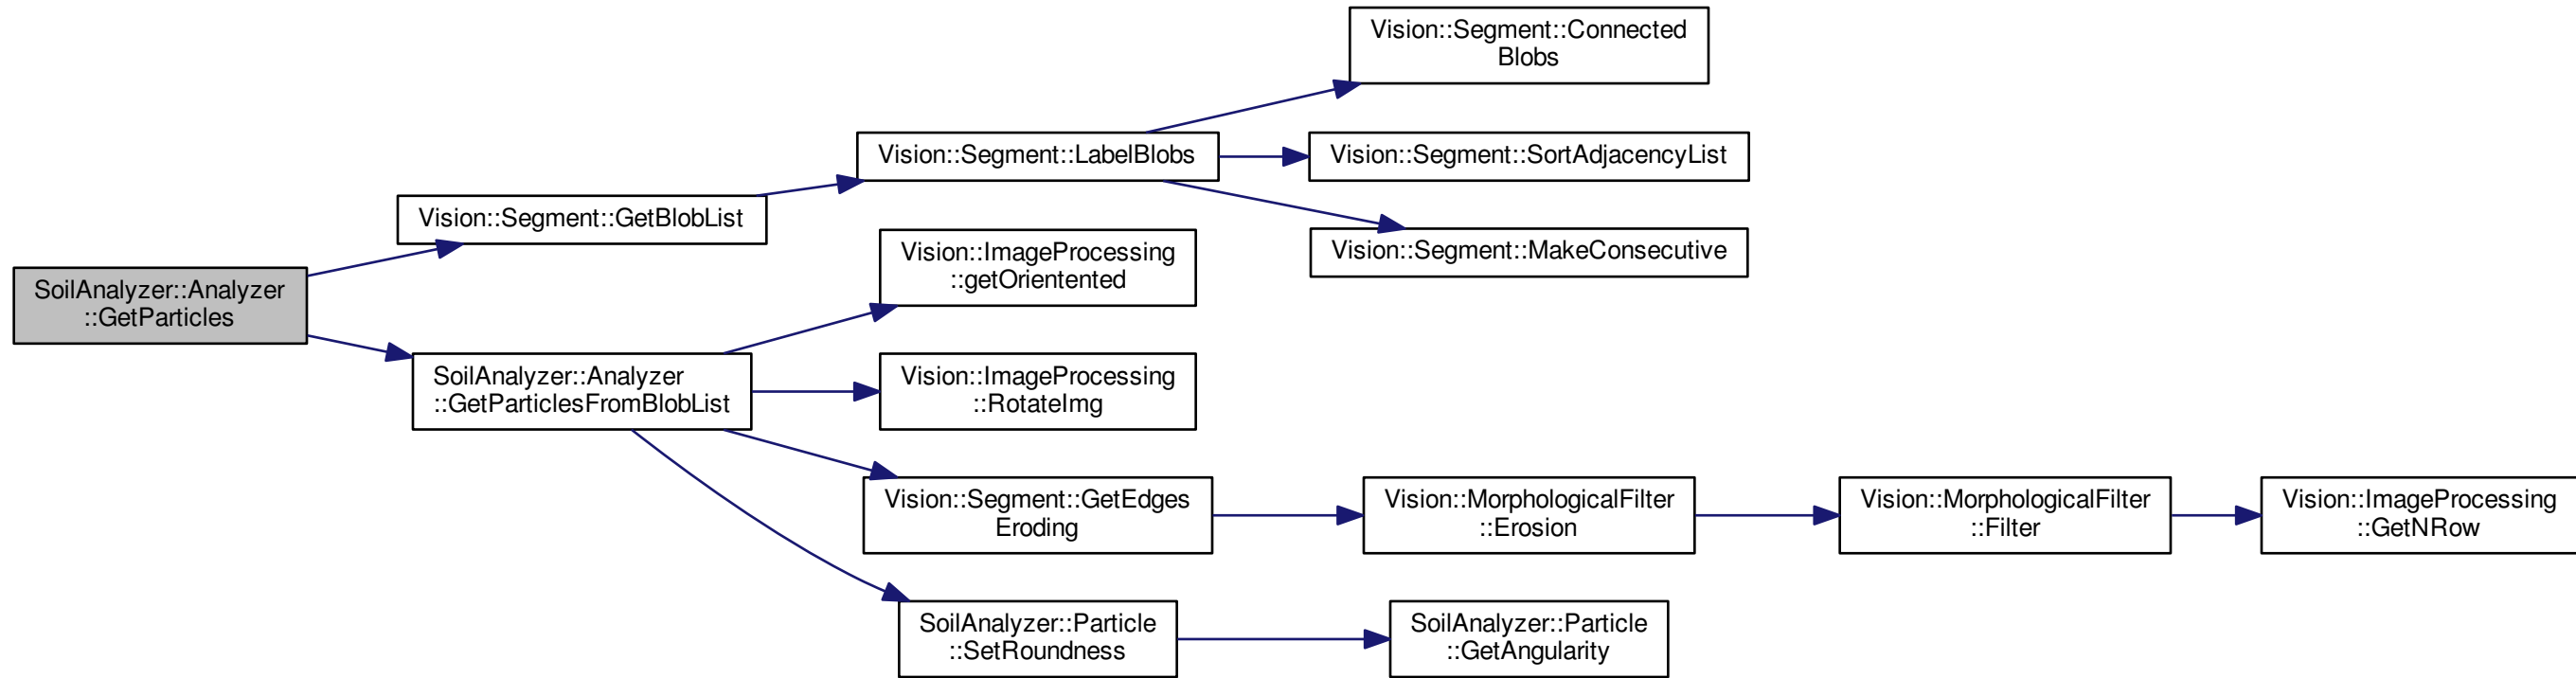 SoilAnalyzer::Analyzer
::GetParticles
Vision::Segment::GetBlobList
SoilAnalyzer::Analyzer
::GetParticlesFromBlobList
Vision::Segment::LabelBlobs
Vision::ImageProcessing
::getOrientented
Vision::ImageProcessing
::RotateImg
Vision::Segment::GetEdges
Eroding
SoilAnalyzer::Particle
::SetRoundness
Vision::Segment::Connected
Blobs
Vision::Segment::SortAdjacencyList
Vision::Segment::MakeConsecutive
Vision::MorphologicalFilter
::Erosion
SoilAnalyzer::Particle
::GetAngularity
Vision::MorphologicalFilter
::Filter
Vision::ImageProcessing
::GetNRow